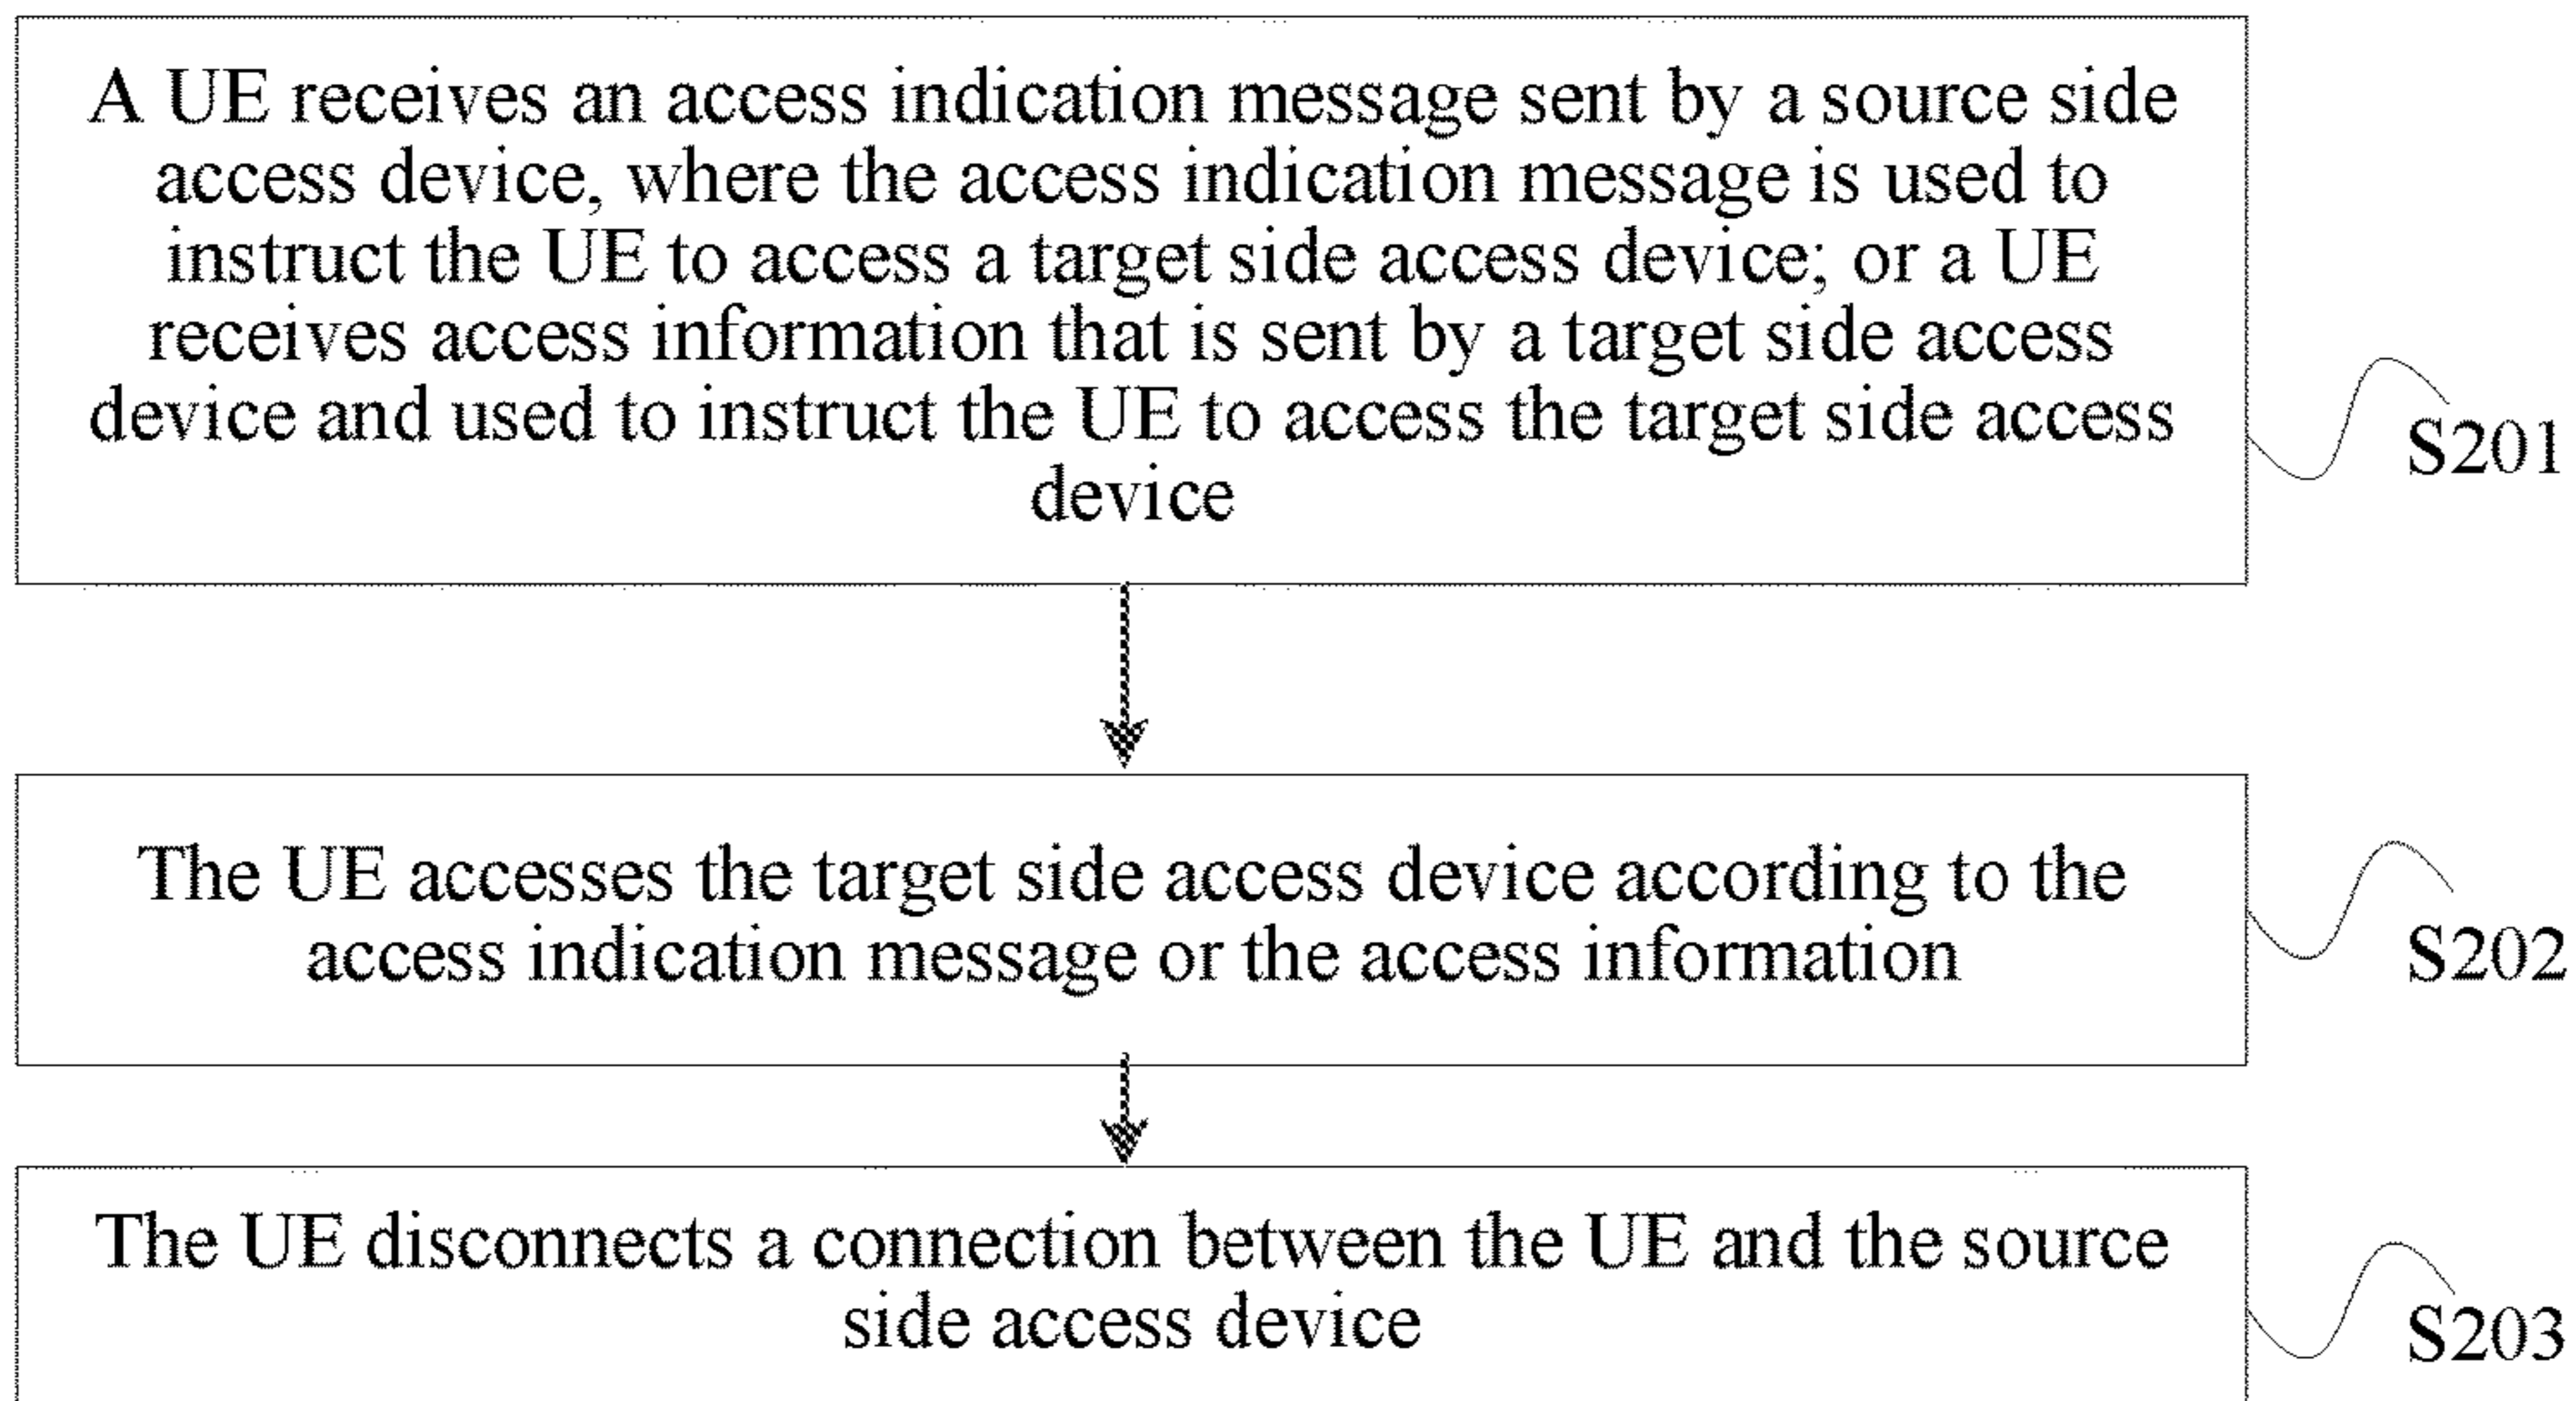 A UE receives an access indication message sent by a source side
access device, where the access indication message is used to
instruct the UE to access a target side access device; or a UE
receives access information that is sent by a target side access
device and used to instruct the UE to access the target side access
device
S201
The UE accesses the target side access device according to the
access indication message or the access information
S202
The UE disconnects a connection between the UE and the source
side access device
S203